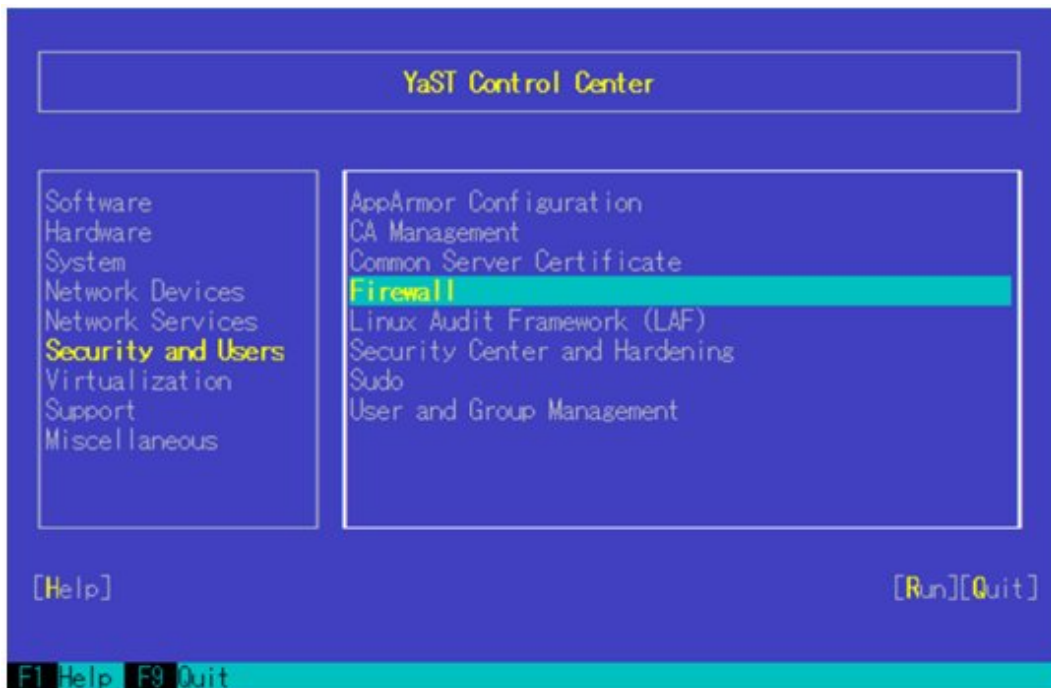 YaST Control Center
Software
Hardware
System
Network Devices
Network Services
Security and Users
Virtualization
Support
Miscellaneous
AppArmor Configuration
CA Management
Common Server Certificate
Firewall
Linux Audit Framework (LAF)
Security Center and Hardening
Sudo
User and Group Management
[Help] [Run][Quit]
F1 Help F9 Quit